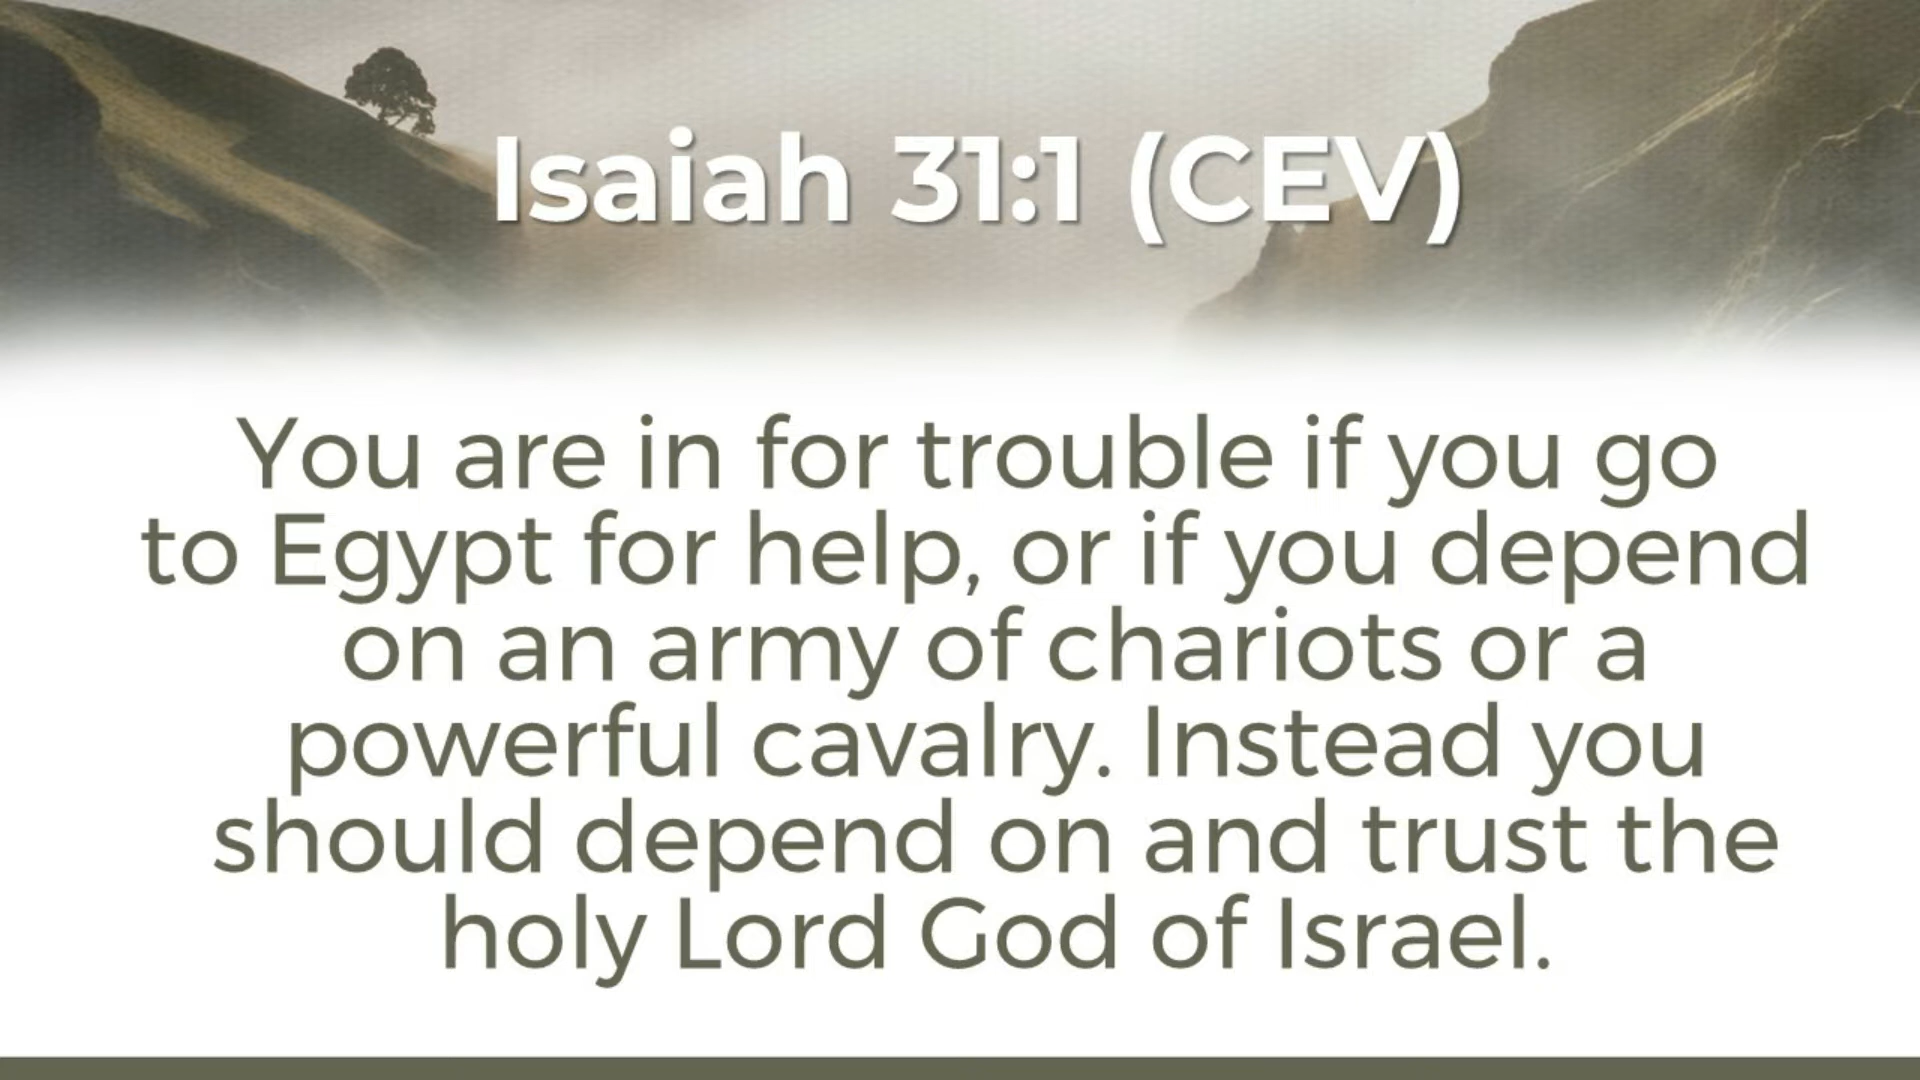 Isaiah 31:1 (CEV)
You are in for trouble if you go
to Egypt for help, or if you depend
on an army of chariots or a
powerful cavalry. Instead you
should depend on and trust the
holy Lord God of Israel.